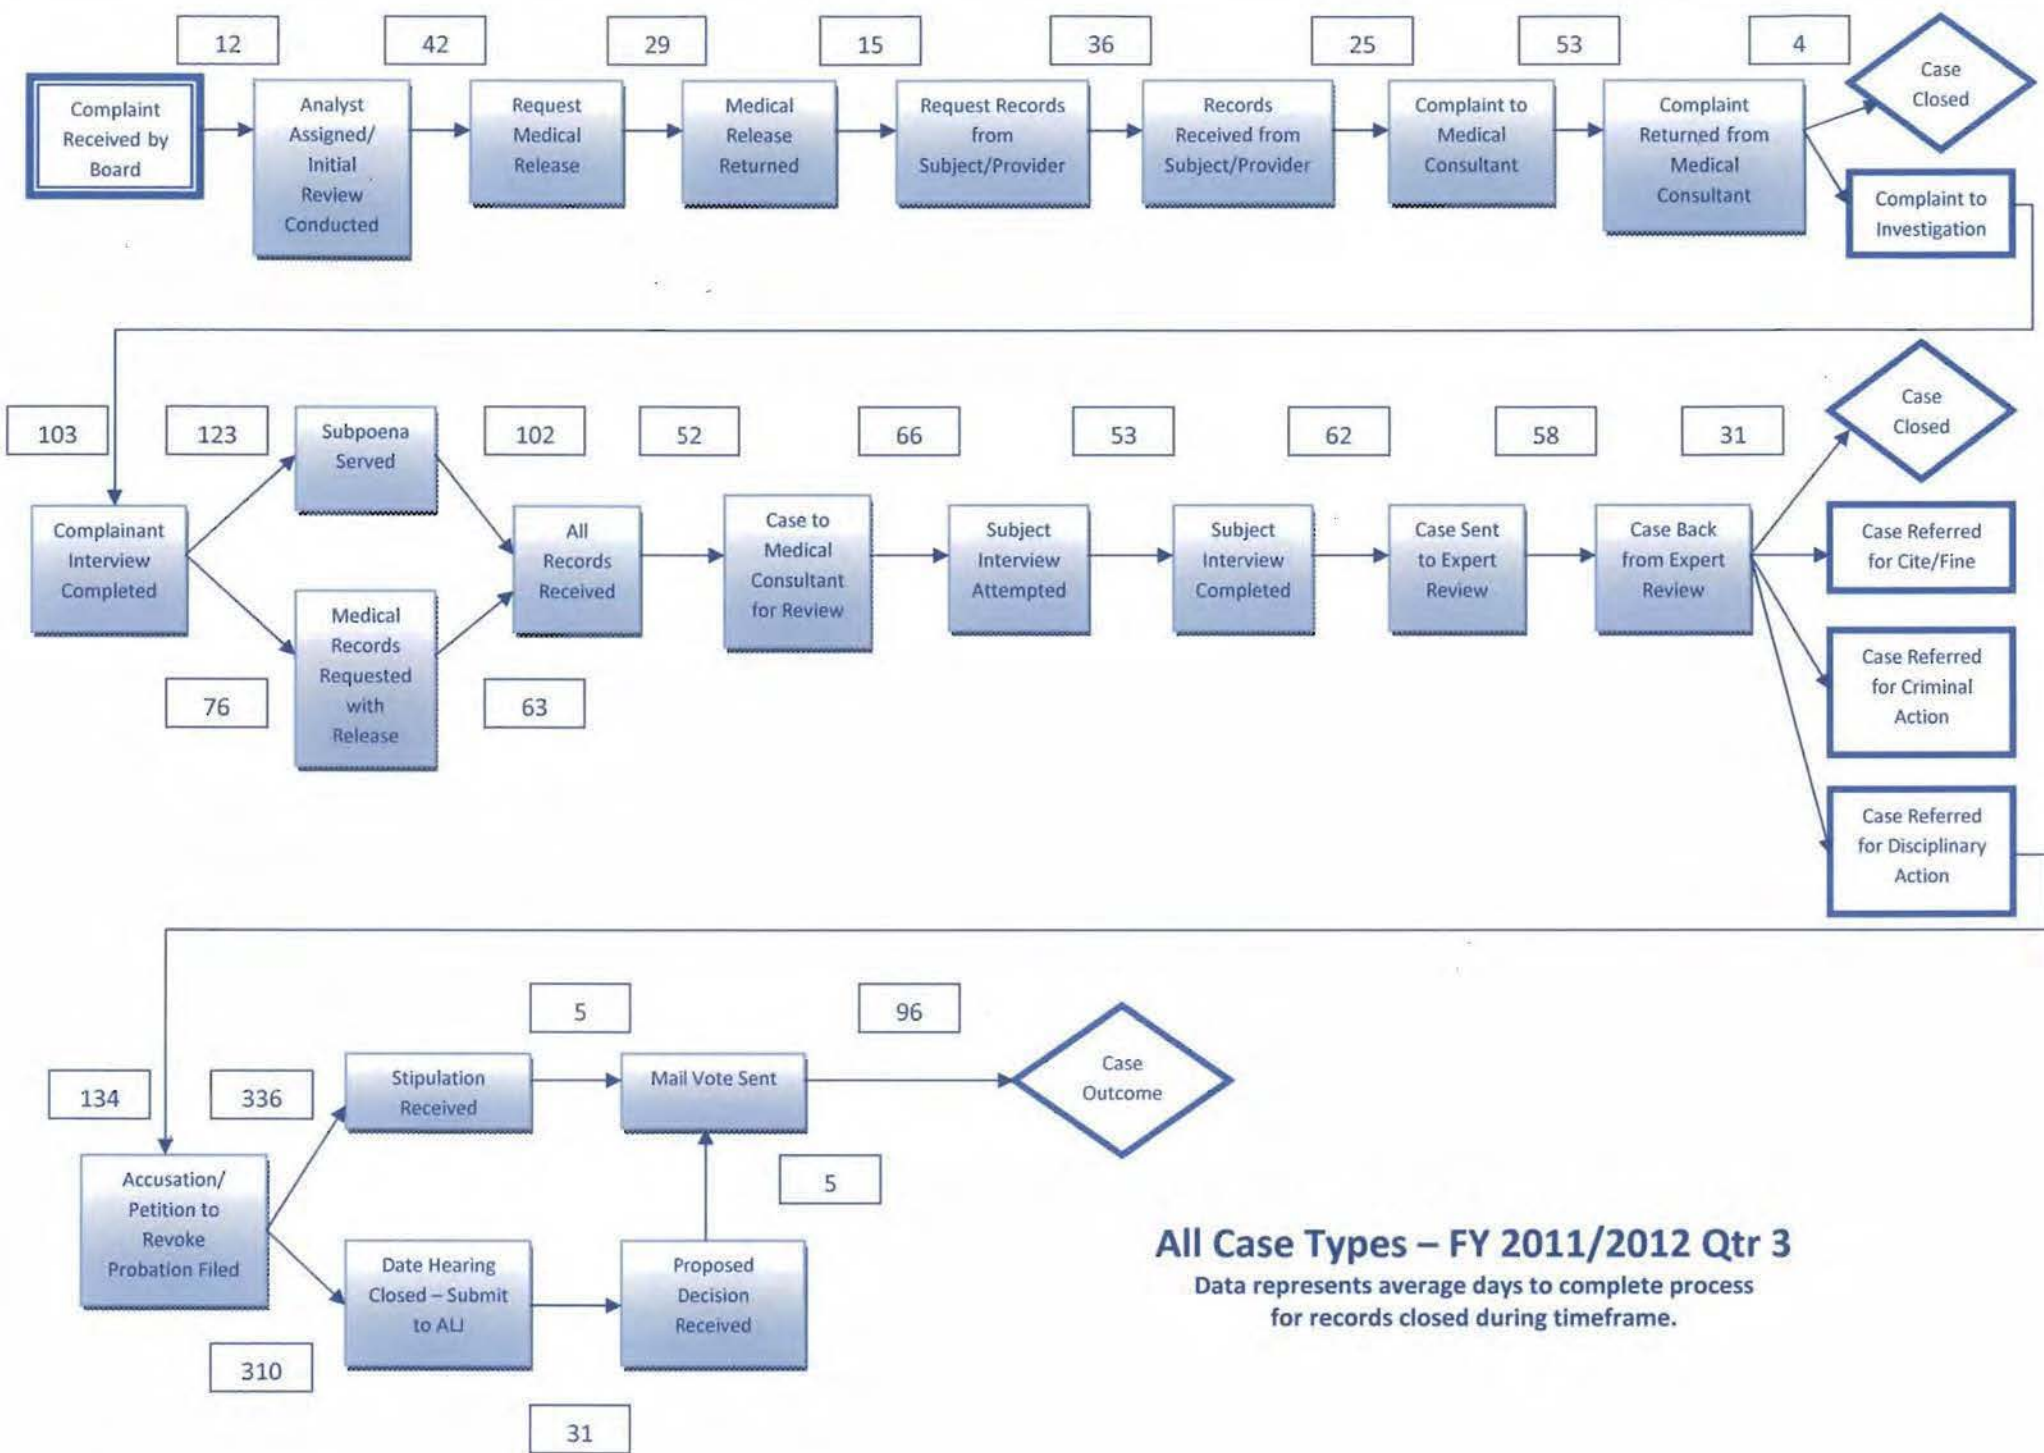 12
42
29
15
36
25
53
4
Complaint
Received by
Board
Analyst
Assigned/
Initial
Review
Conducted
Request
Medical
Release
Medical
Release
Returned
Request Records
from
Subject/Provider
Records
Received from
Subject/Provider
Complaint to
Medical
Consultant
Complaint
Returned from
Medical
Consultant
Case
Closed
Complaint to
Investigation
103
123
102
52
66
53
62
58
31
Complainant
Interview
Completed
Subpoena
Served
Medical
Records
Requested
with
Release
76
63
All
Records
Received
Case to
Medical
Consultant
for Review
Subject
Interview
Attempted
Subject
Interview
Completed
Case Sent
to Expert
Review
Case Back
from Expert
Review
Case
Closed
Case Referred
for Cite/Fine
Case Referred
for Criminal
Action
Case Referred
for Disciplinary
Action
134
336
5
96
Accusation/
Petition to
Revoke
Probation Filed
Stipulation
Received
Mail Vote Sent
Case
Outcome
5
Date Hearing
Closed – Submit
to ALJ
Proposed
Decision
Received
310
31
All Case Types – FY 2011/2012 Qtr 3
Data represents average days to complete process
for records closed during timeframe.